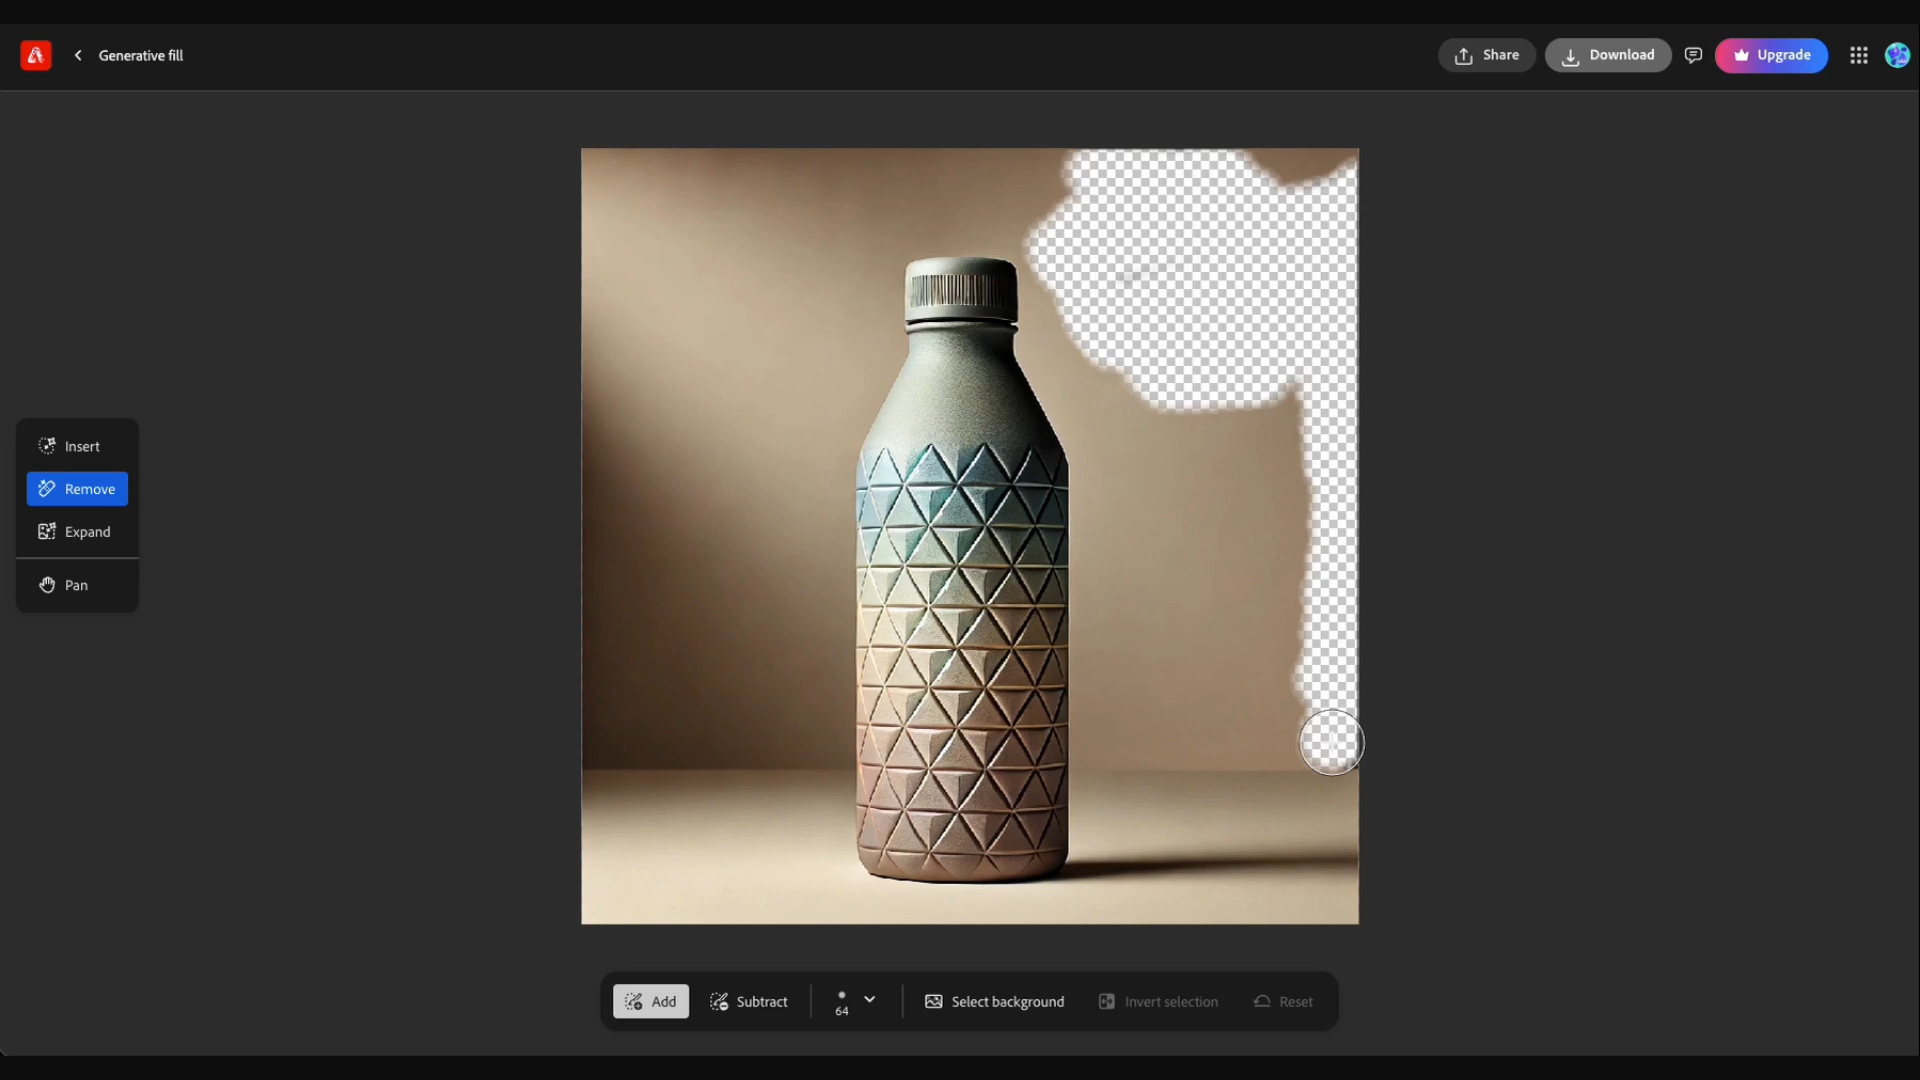 Generative fill
Share
Download
Upgrade
Insert
Remove
Expand
Pan
Add
Subtract
64
Select background
Invert selection
Reset